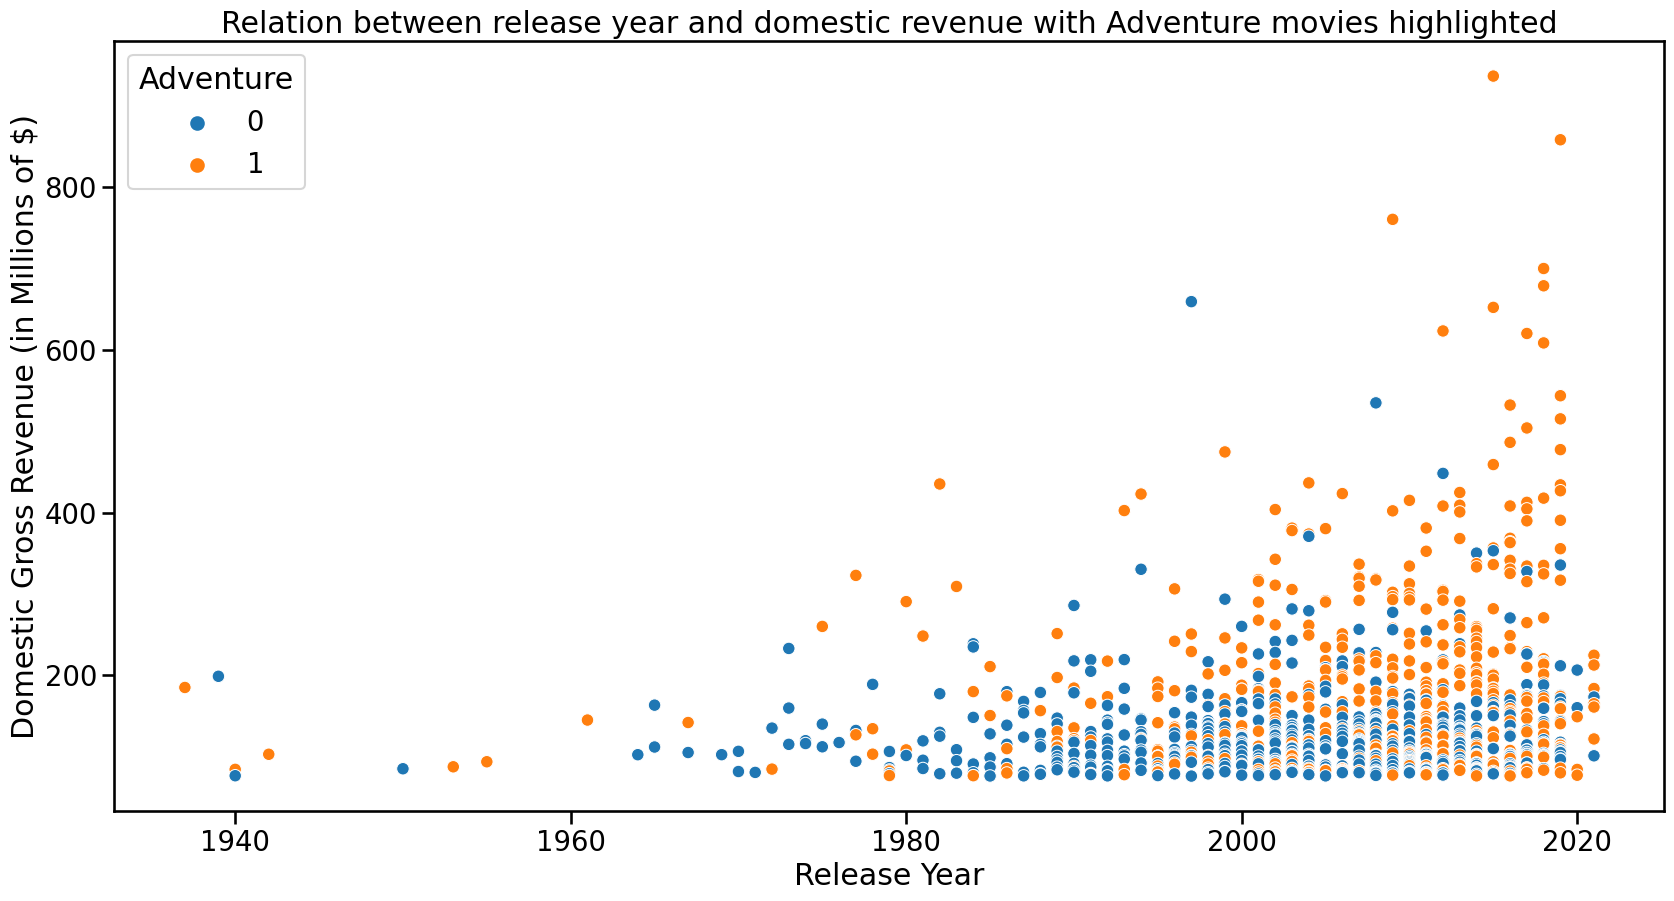 Relation between release year and domestic revenue with Adventure movies highlighted
Adventure
0
1
Domestic Gross Revenue (in Millions of $)
800
600
400
200
1940
1960
1980
2000
2020
Release Year